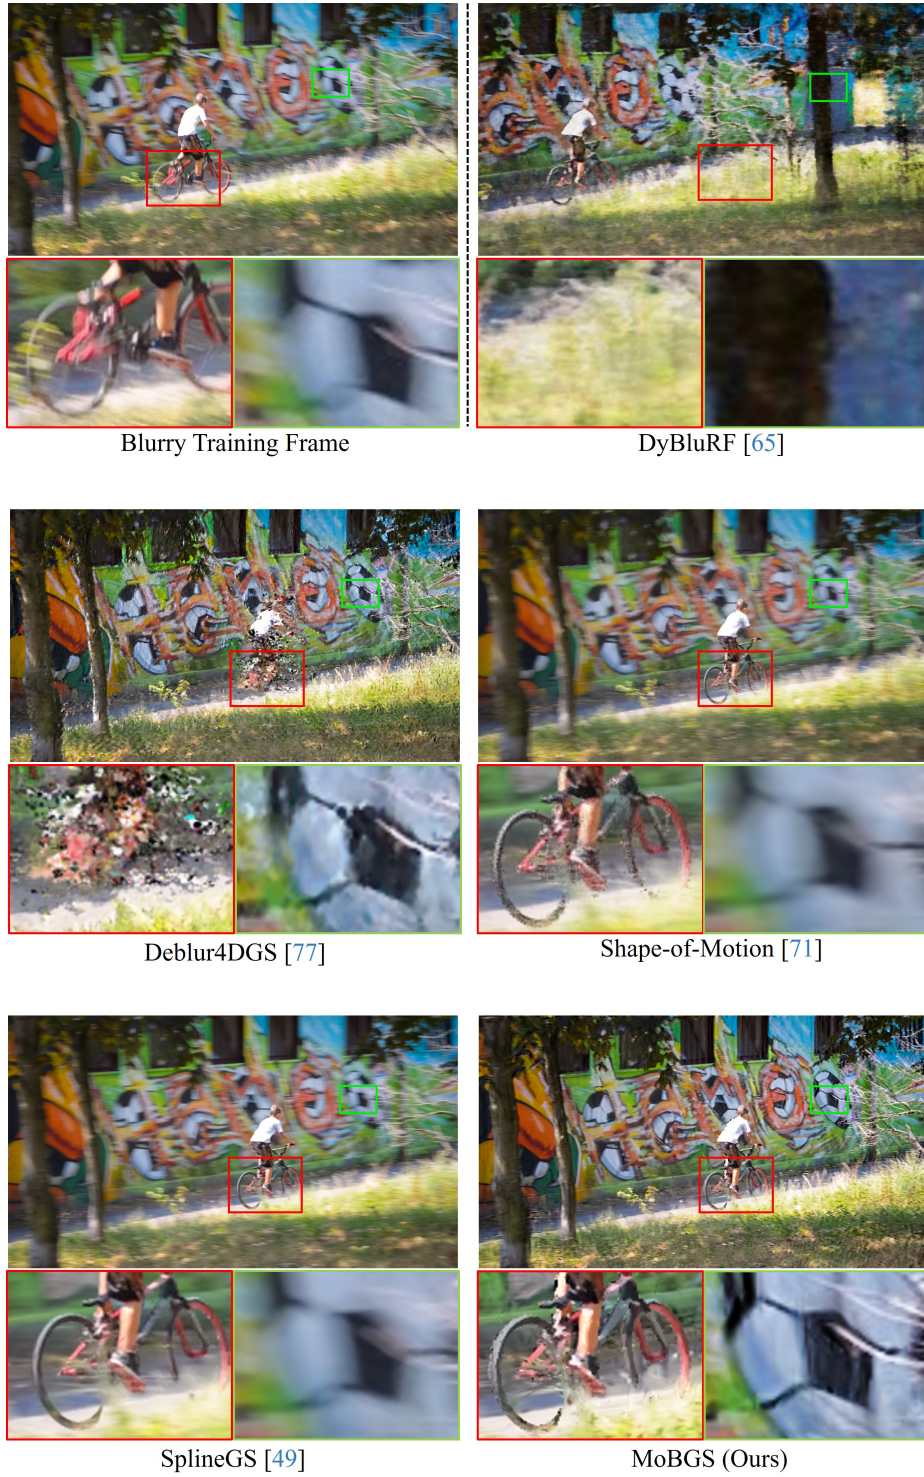 Blurry Training Frame
DyBluRF [65]
Deblur4DGS [77]
Shape-of-Motion [71]
SplineGS [49]
MoBGS (Ours)